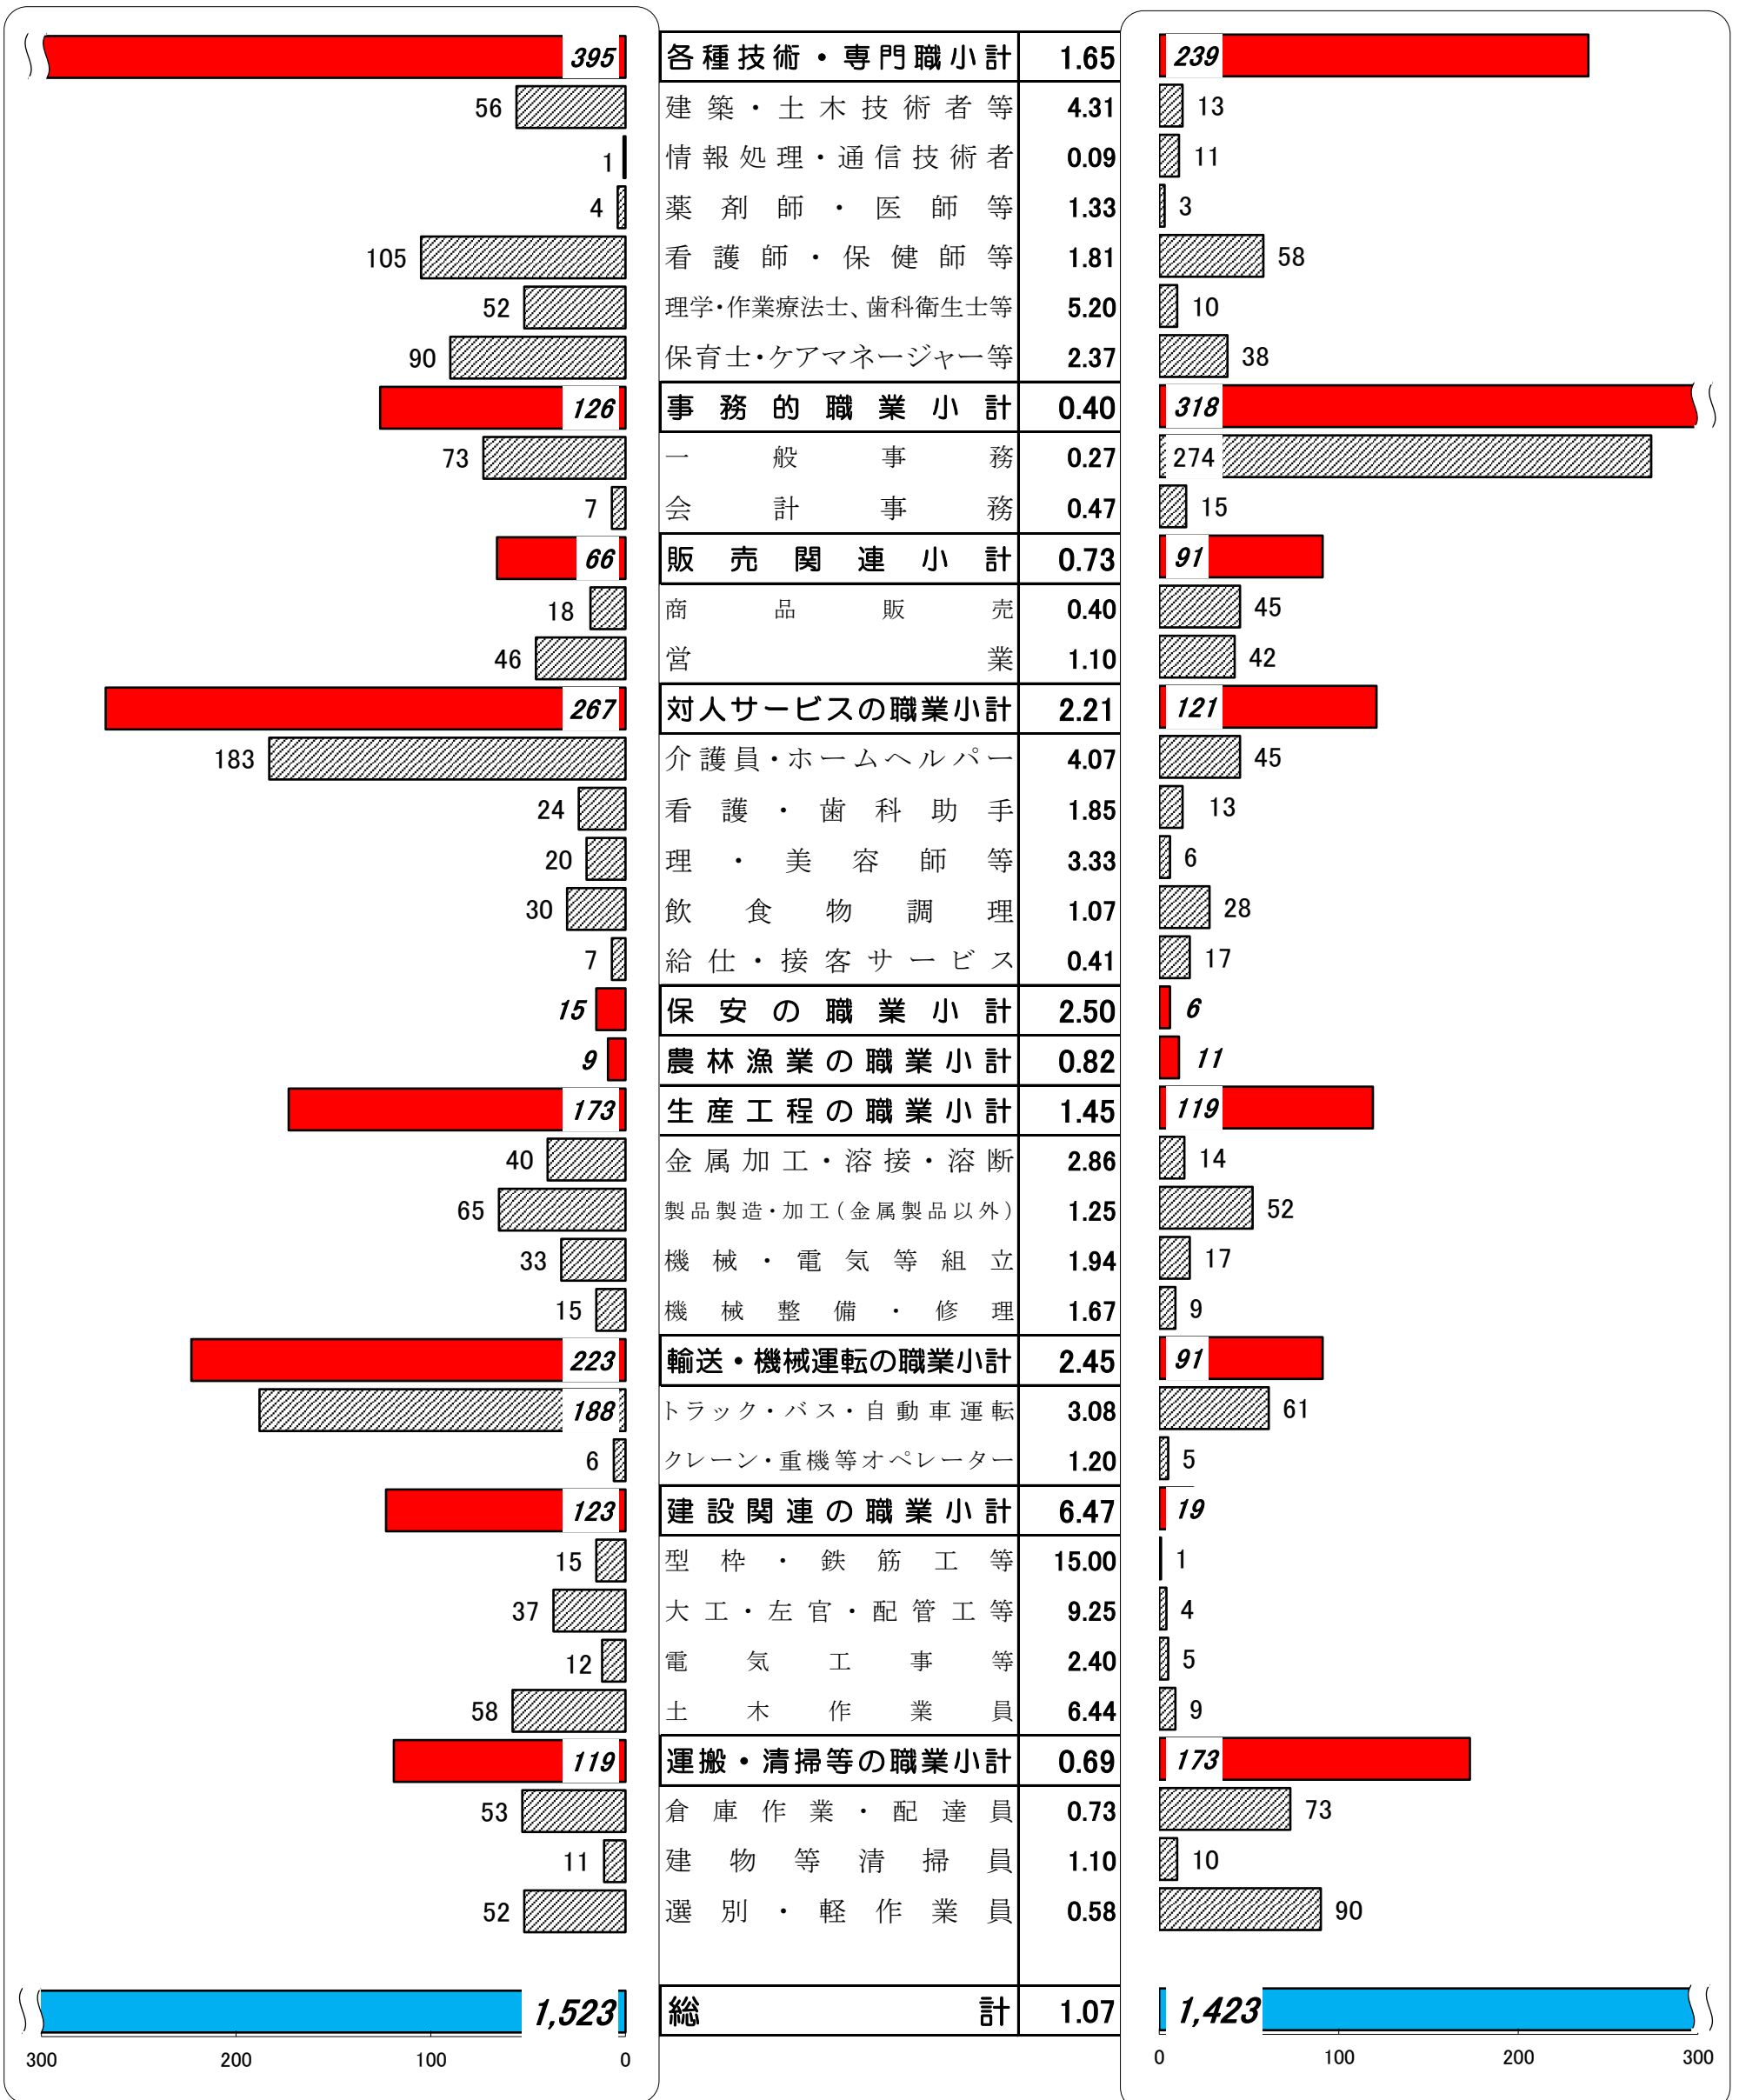 395 各種技術・専門職小計 1.65 239
56 建築・土木技術者等 4.31 13
1 情報処理・通信技術者 0.09 11
4 薬剤師・医師等 1.33 3
105 看護師・保健師等 1.81 58
52 理学・作業療法士、歯科衛生士等 5.20 10
90 保育士・ケアマネージャー等 2.37 38
126 事務的職業小計 0.40 318
73 一般事務 0.27 274
7 会計事務 0.47 15
66 販売関連小計 0.73 91
18 商品販売 0.40 45
46 営業 1.10 42
267 対人サービスの職業小計 2.21 121
183 介護員・ホームヘルパー 4.07 45
24 看護・歯科助手 1.85 13
20 理・美容師等 3.33 6
30 飲食物調理 1.07 28
7 給仕・接客サービス 0.41 17
15 保安の職業小計 2.50 6
9 農林漁業の職業小計 0.82 11
173 生産工程の職業小計 1.45 119
40 金属加工・溶接・溶断 2.86 14
65 製品製造・加工(金属製品以外) 1.25 52
33 機械・電気等組立 1.94 17
15 機械整備・修理 1.67 9
223 輸送・機械運転の職業小計 2.45 91
188 トラック・バス・自動車運転 3.08 61
6 クレーン・重機等オペレーター 1.20 5
123 建設関連の職業小計 6.47 19
15 型枠・鉄筋工等 15.00 1
37 大工・左官・配管工等 9.25 4
12 電気工事等 2.40 5
58 土木作業員 6.44 9
119 運搬・清掃等の職業小計 0.69 173
53 倉庫作業・配達員 0.73 73
11 建物等清掃員 1.10 10
52 選別・軽作業員 0.58 90
1,523 総計 1.07 1,423
300 200 100 0 0 100 200 300